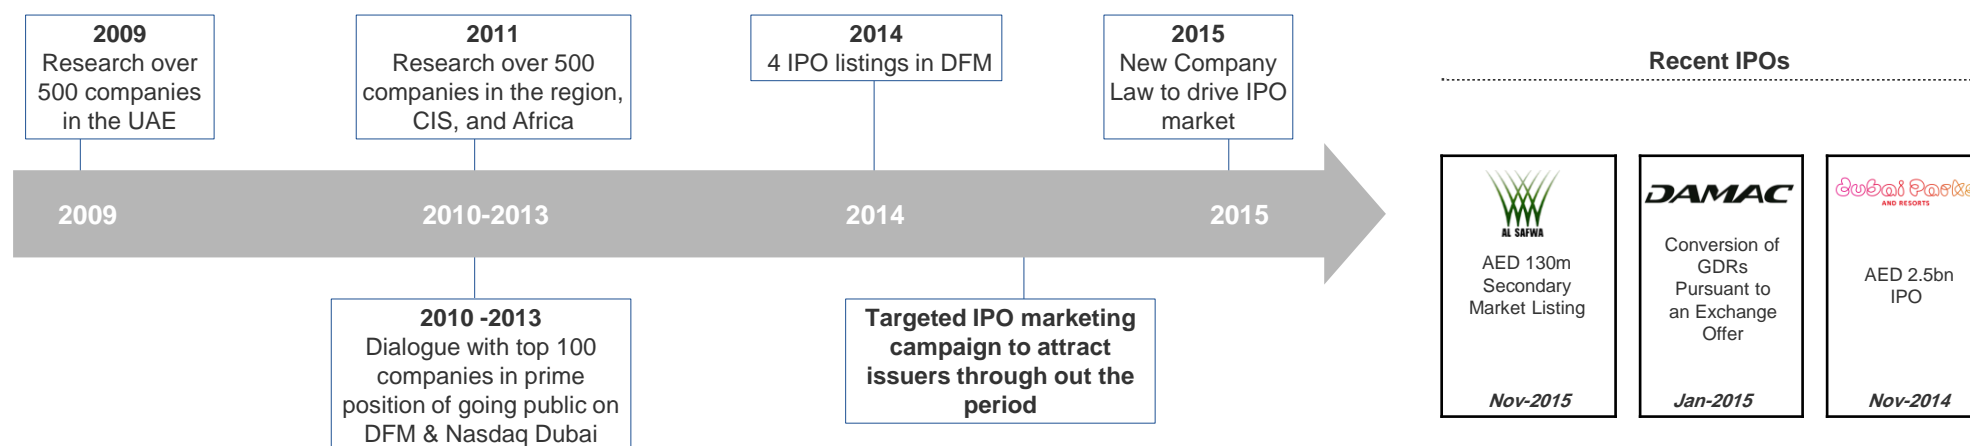 2009
Research over
500 companies
in the UAE
2011
Research over 500
companies in the region,
CIS, and Africa
2014
4 IPO listings in DFM
2015
New Company
Law to drive IPO
market
2009
2010-2013
2014
2015
2010 -2013
Dialogue with top 100
companies in prime
position of going public on
DFM & Nasdaq Dubai
Targeted IPO marketing
campaign to attract
issuers through out the
period
Recent IPOs
AL SAFWA
AED 130m
Secondary
Market Listing
Nov-2015
DAMAC
Conversion of
GDRs
Pursuant to
an Exchange
Offer
Jan-2015
dubai Parks
AND RESORTS
AED 2.5bn
IPO
Nov-2014